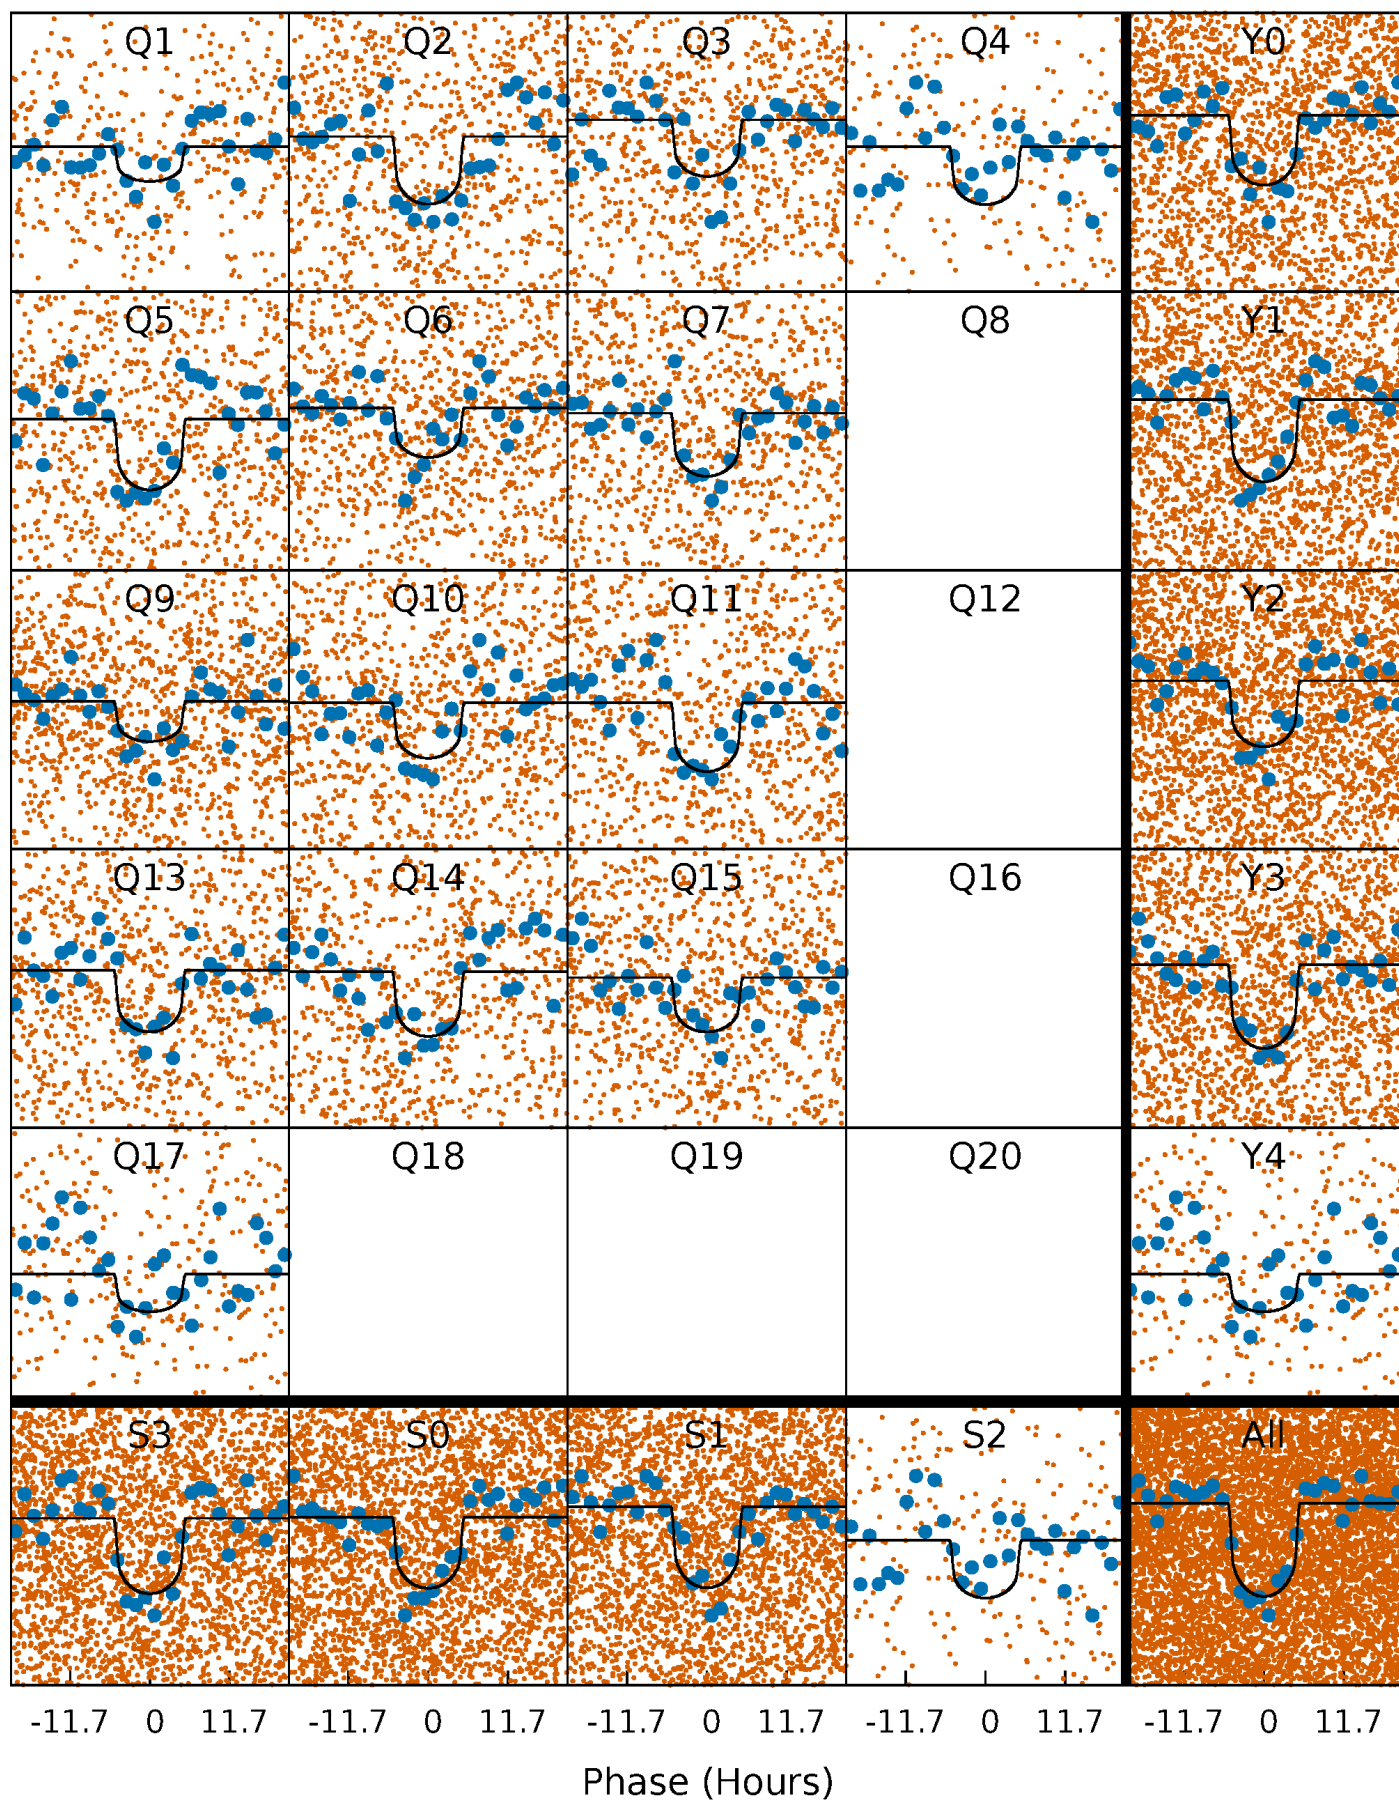 Q1 Q2 Q3 Q4 Y0
Q5 Q6 Q7 Q8 Y1
Q9 Q10 Q11 Q12 Y2
Q13 Q14 Q15 Q16 Y3
Q17 Q18 Q19 Q20 Y4
S3 S0 S1 S2 All
-11.7 0 11.7 -11.7 0 11.7 -11.7 0 11.7 -11.7 0 11.7 -11.7 0 11.7
Phase (Hours)